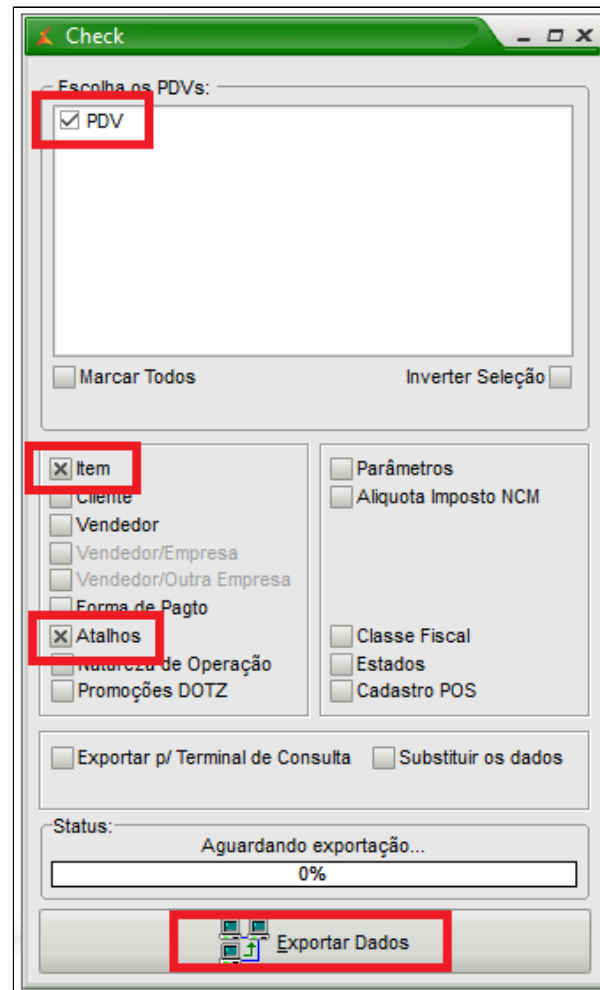 Check
Escolha os PDVs:
PDV
Marcar Todos
Inverter Seleção
Item
Cliente
Vendedor
Vendedor/Empresa
Vendedor/Outra Empresa
Forma de Pagto
Atalhos
Natureza de Operação
Promoções DOTZ
Parâmetros
Aliquota Imposto NCM
Classe Fiscal
Estados
Cadastro POS
Exportar p/ Terminal de Consulta
Substituir os dados
Status:
Aguardando exportação...
0%
Exportar Dados